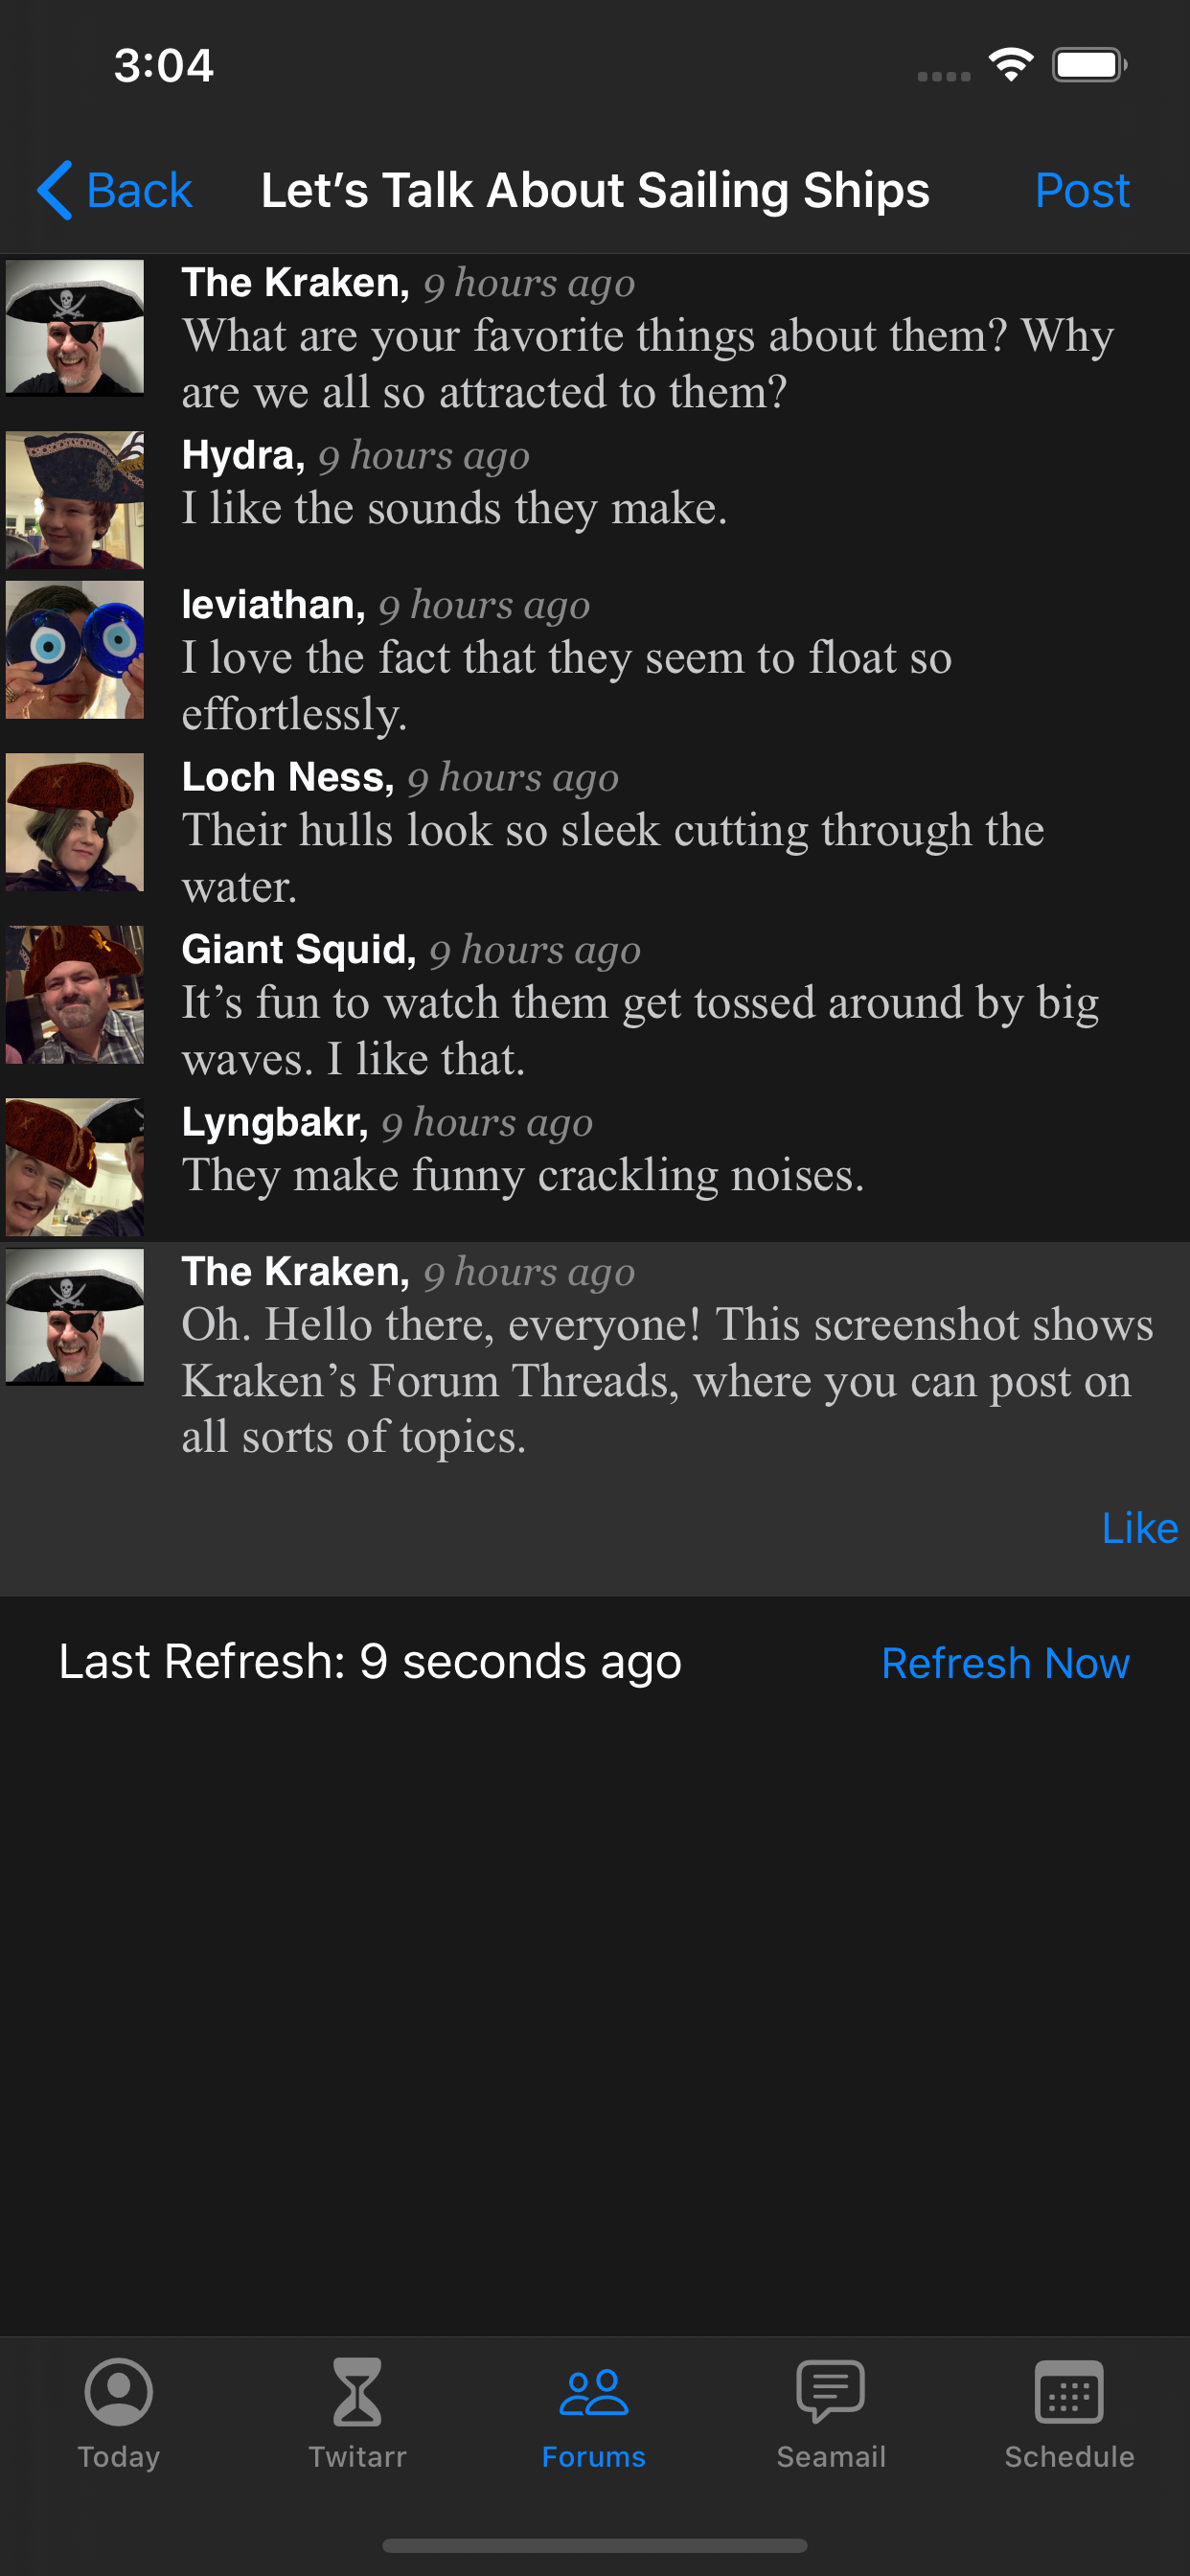 3:04
Back Let’s Talk About Sailing Ships Post
The Kraken, 9 hours ago
What are your favorite things about them? Why
are we all so attracted to them?
Hydra, 9 hours ago
I like the sounds they make.
leviathan, 9 hours ago
I love the fact that they seem to float so
effortlessly.
Loch Ness, 9 hours ago
Their hulls look so sleek cutting through the
water.
Giant Squid, 9 hours ago
It’s fun to watch them get tossed around by big
waves. I like that.
Lyngbakr, 9 hours ago
They make funny crackling noises.
The Kraken, 9 hours ago
Oh. Hello there, everyone! This screenshot shows
Kraken’s Forum Threads, where you can post on
all sorts of topics.
Like
Last Refresh: 9 seconds ago Refresh Now
Today Twitarr Forums Seamail Schedule